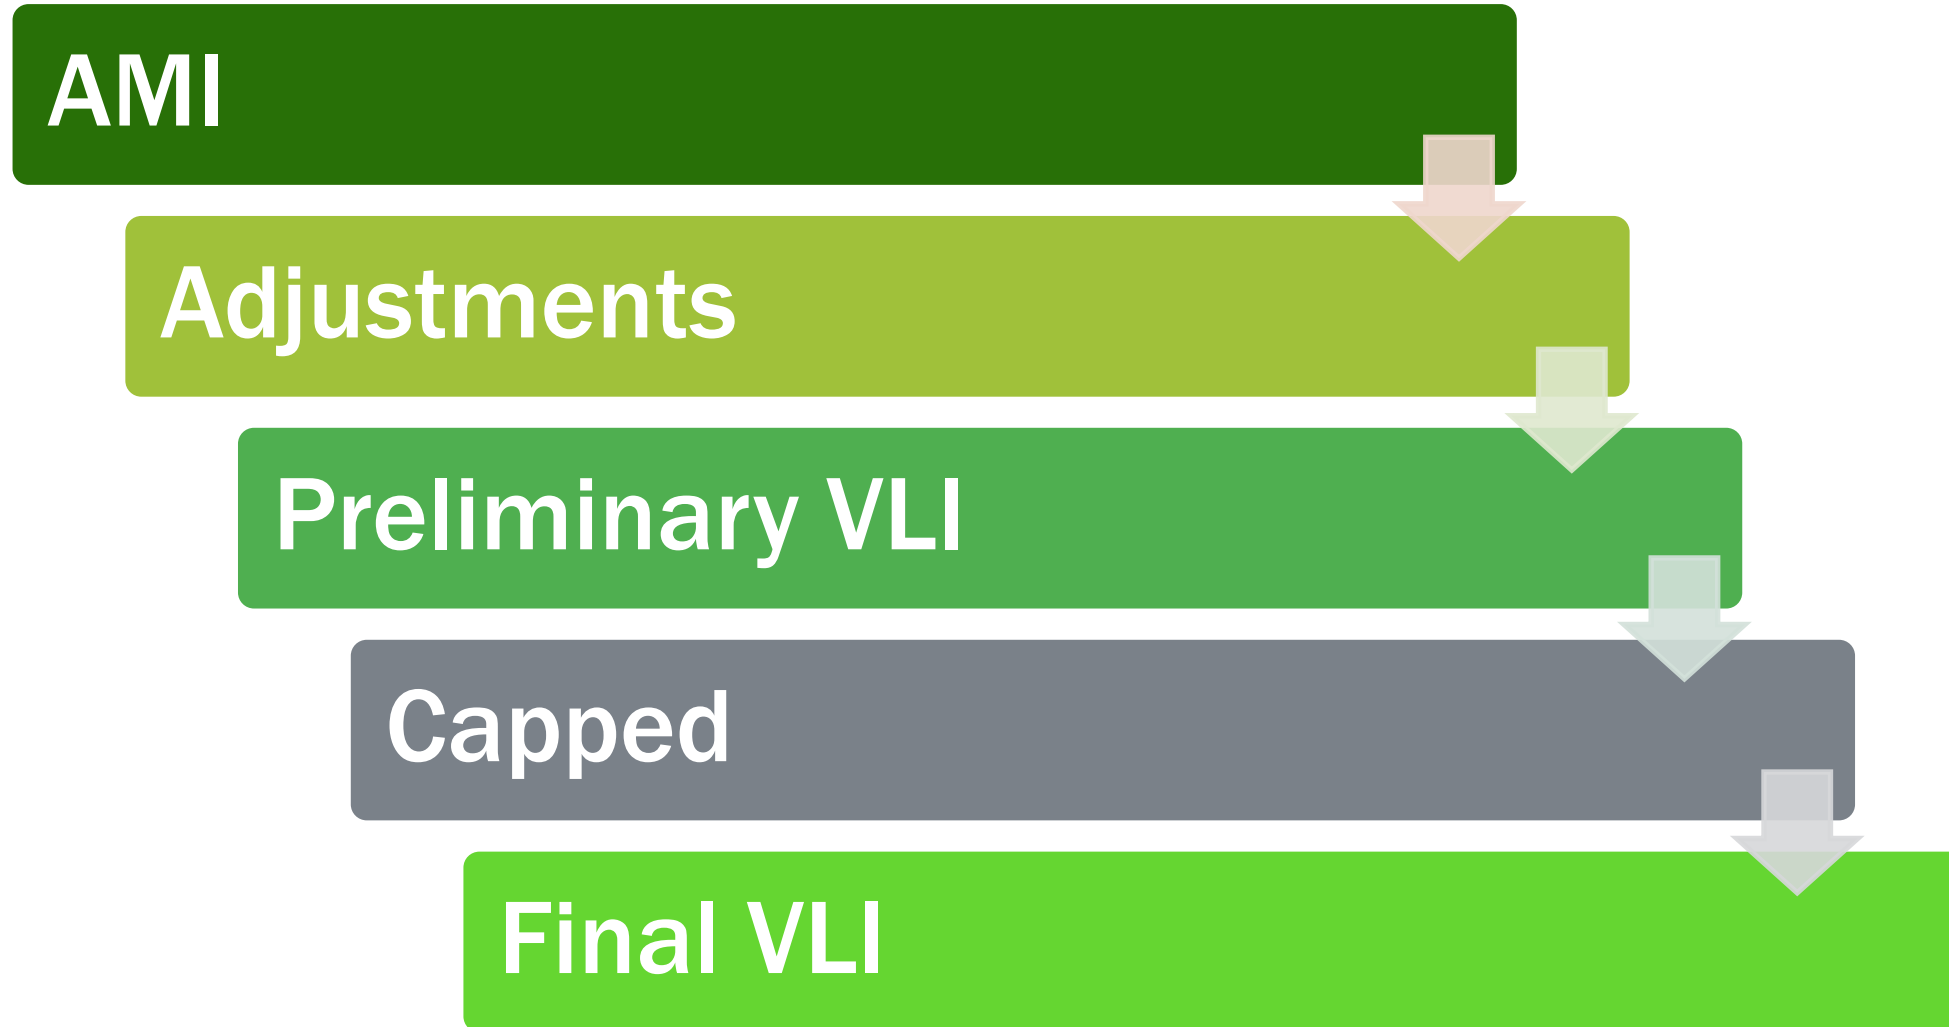 AMI
Adjustments
Preliminary VLI
Capped
Final VLI